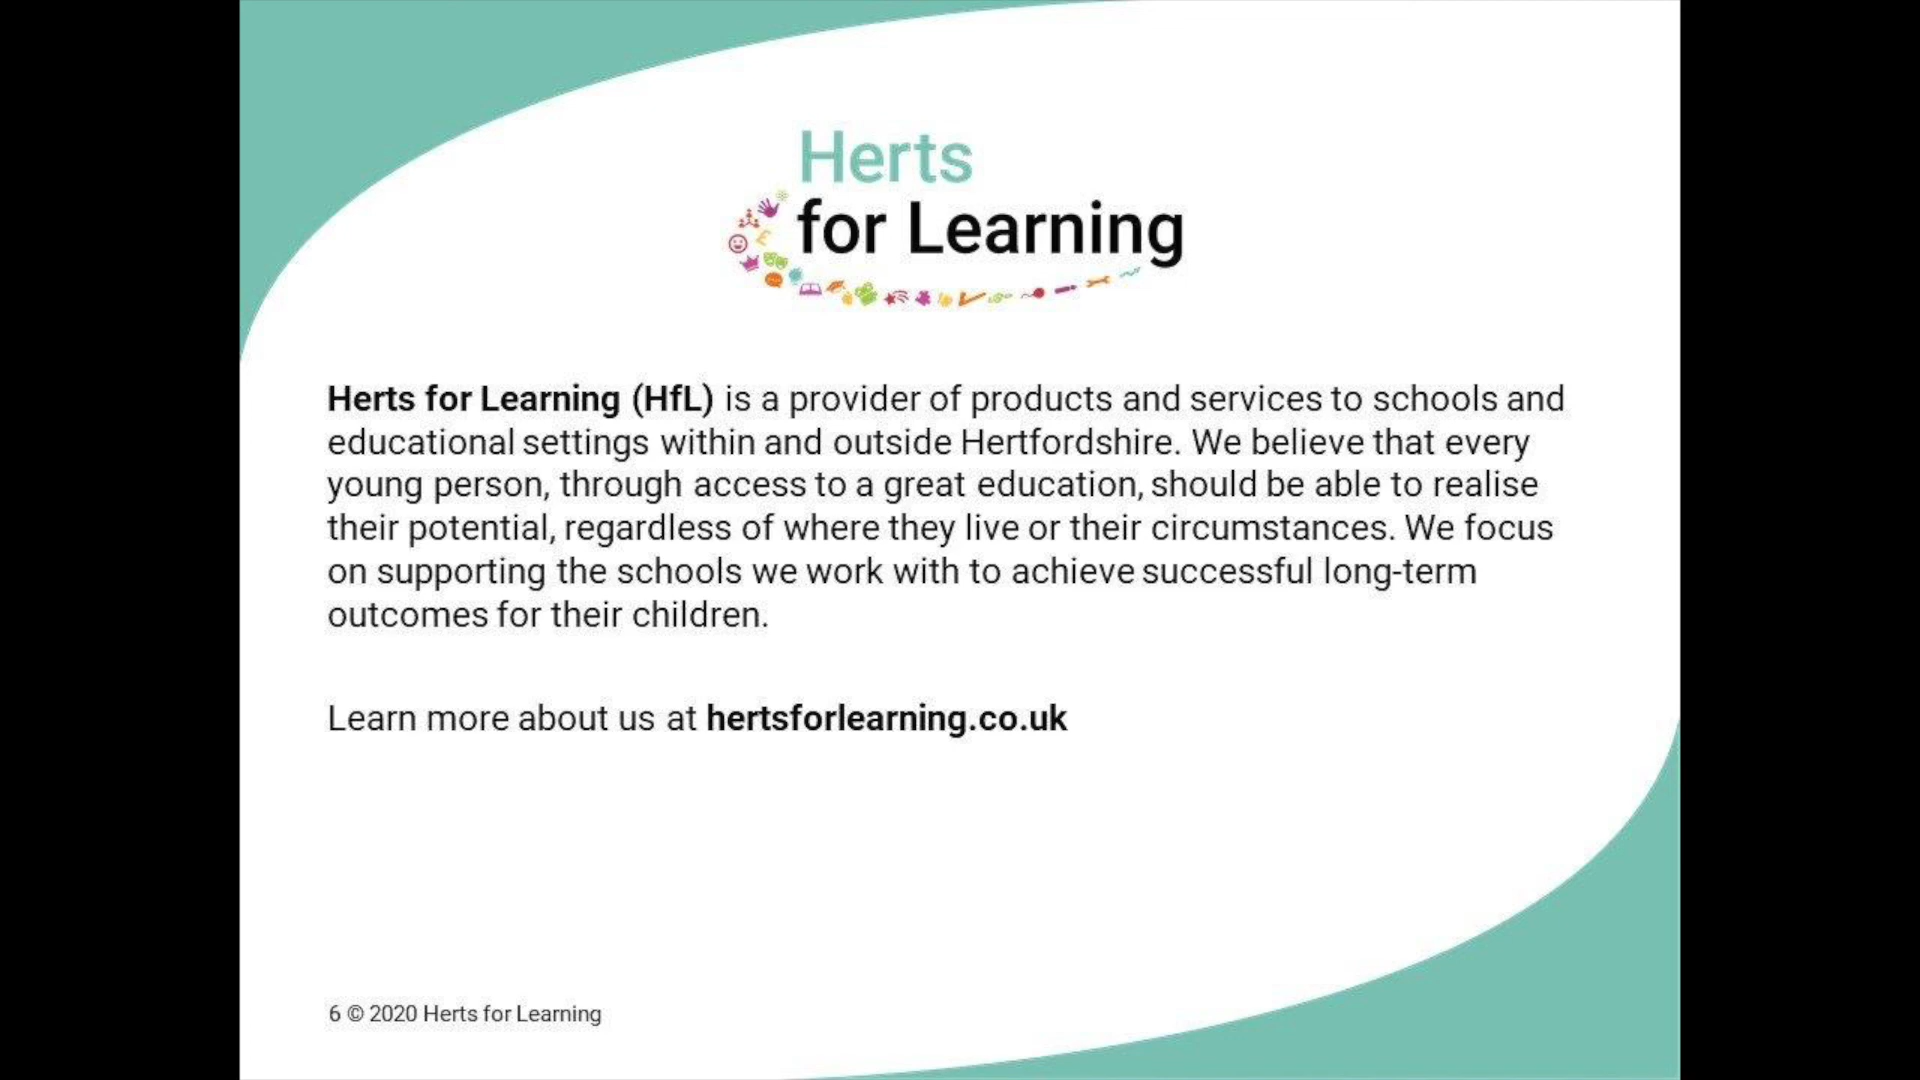 Herts
for Learning
Herts for Learning (HfL) is a provider of products and services to schools and
educational settings within and outside Hertfordshire. We believe that every
young person, through access to a great education, should be able to realise
their potential, regardless of where they live or their circumstances. We focus
on supporting the schools we work with to achieve successful long-term
outcomes for their children.
Learn more about us at hertsforlearning.co.uk
6 © 2020 Herts for Learning